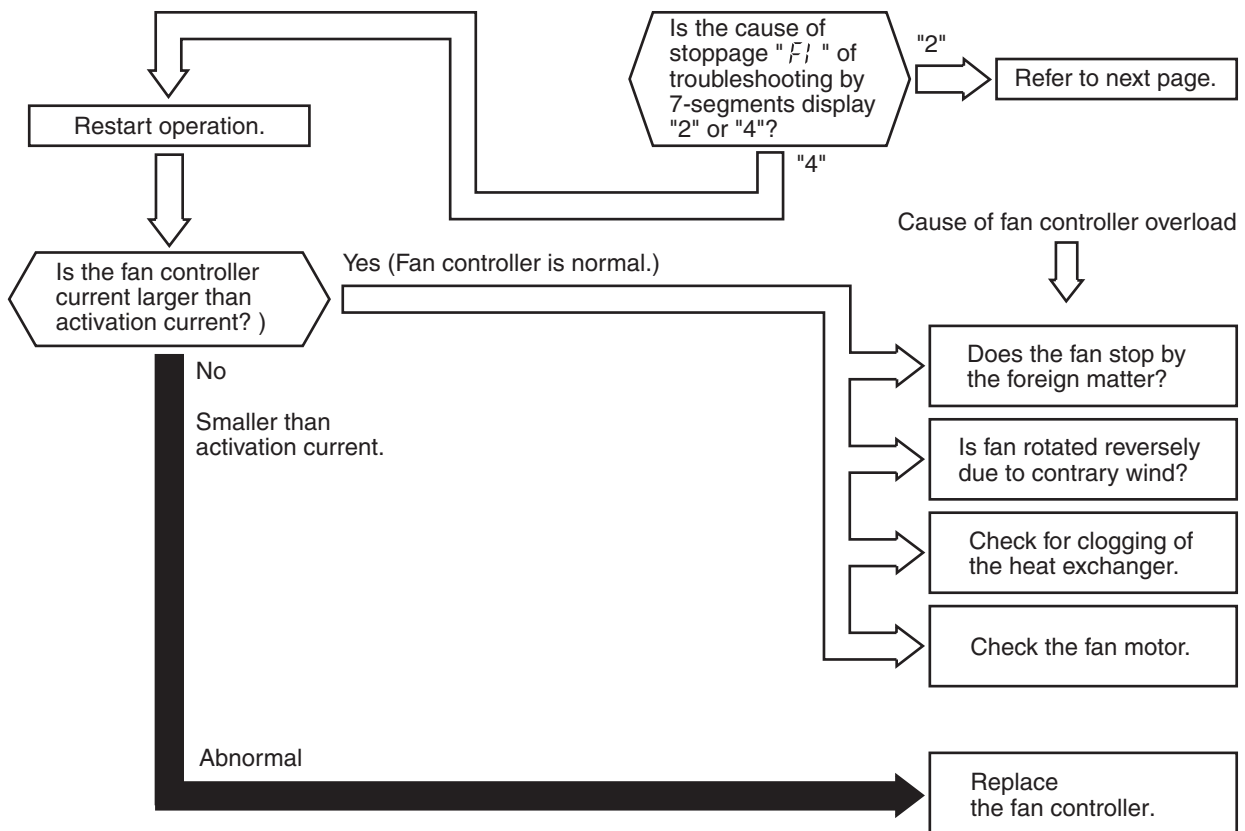 Is the cause of
stoppage " F1 " of
troubleshooting by
7-segments display
"2" or "4"?
"2"
Refer to next page.
"4"
Restart operation.
Cause of fan controller overload
Is the fan controller
current larger than
activation current? )
Yes (Fan controller is normal.)
No
Smaller than
activation current.
Does the fan stop by
the foreign matter?
Is fan rotated reversely
due to contrary wind?
Check for clogging of
the heat exchanger.
Check the fan motor.
Abnormal
Replace
the fan controller.